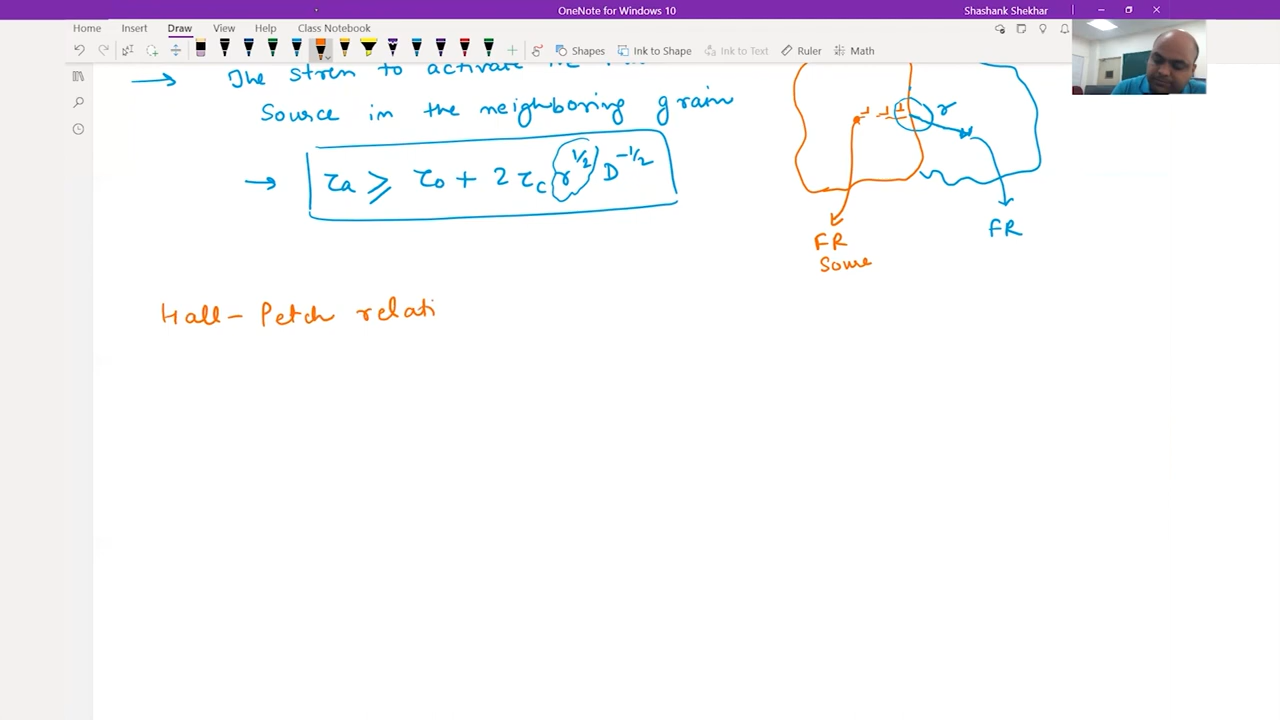 OneNote for Windows 10
Shashank Shekhar
Home Insert Draw View Help Class Notebook
Shapes Ink to Shape Ink to Text Ruler Math
→ The stress to activate
Source in the neighboring grain
→ τa ⩾ τo + 2 τc r^1/2 D^-1/2
r
FR
FR
Hall - Petch relati